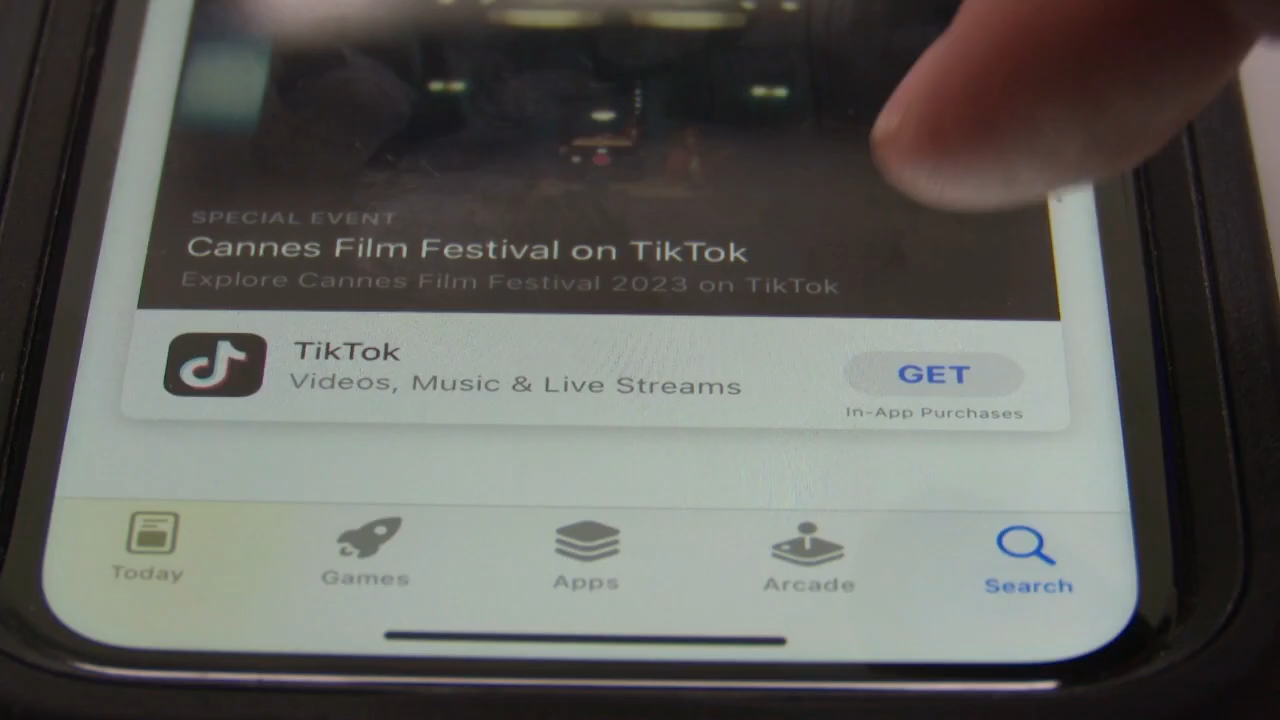 SPECIAL EVENT
Cannes Film Festival on TikTok
Explore Cannes Film Festival 2023 on TikTok
TikTok
Videos, Music & Live Streams
GET
In-App Purchases
Today
Games
Apps
Arcade
Search